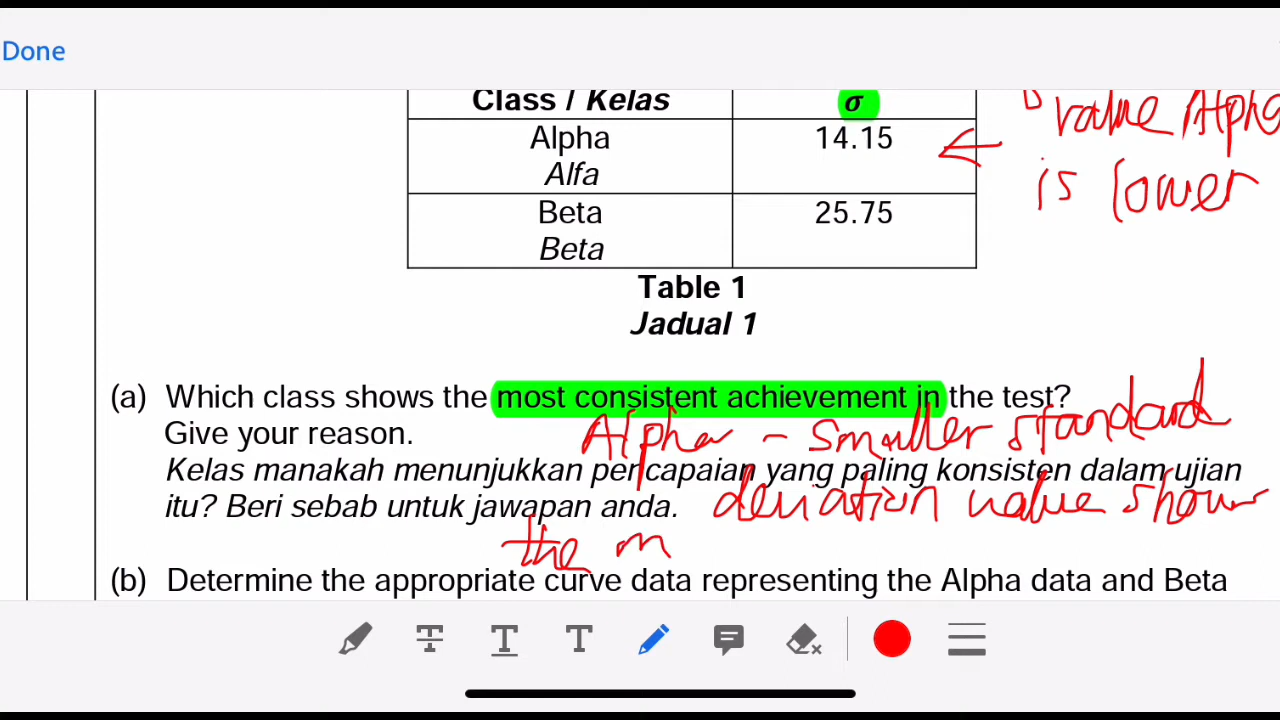 Done
Class / Kelas σ
value Alpha
Alpha 14.15
Alfa
is lower
Beta 25.75
Beta
Table 1
Jadual 1
(a) Which class shows the most consistent achievement in the test?
Give your reason.
Alpha - smaller standard
Kelas manakah menunjukkan pencapaian yang paling konsisten dalam ujian
itu? Beri sebab untuk jawapan anda.
deviation value shows
the m
(b) Determine the appropriate curve data representing the Alpha data and Beta
T T T